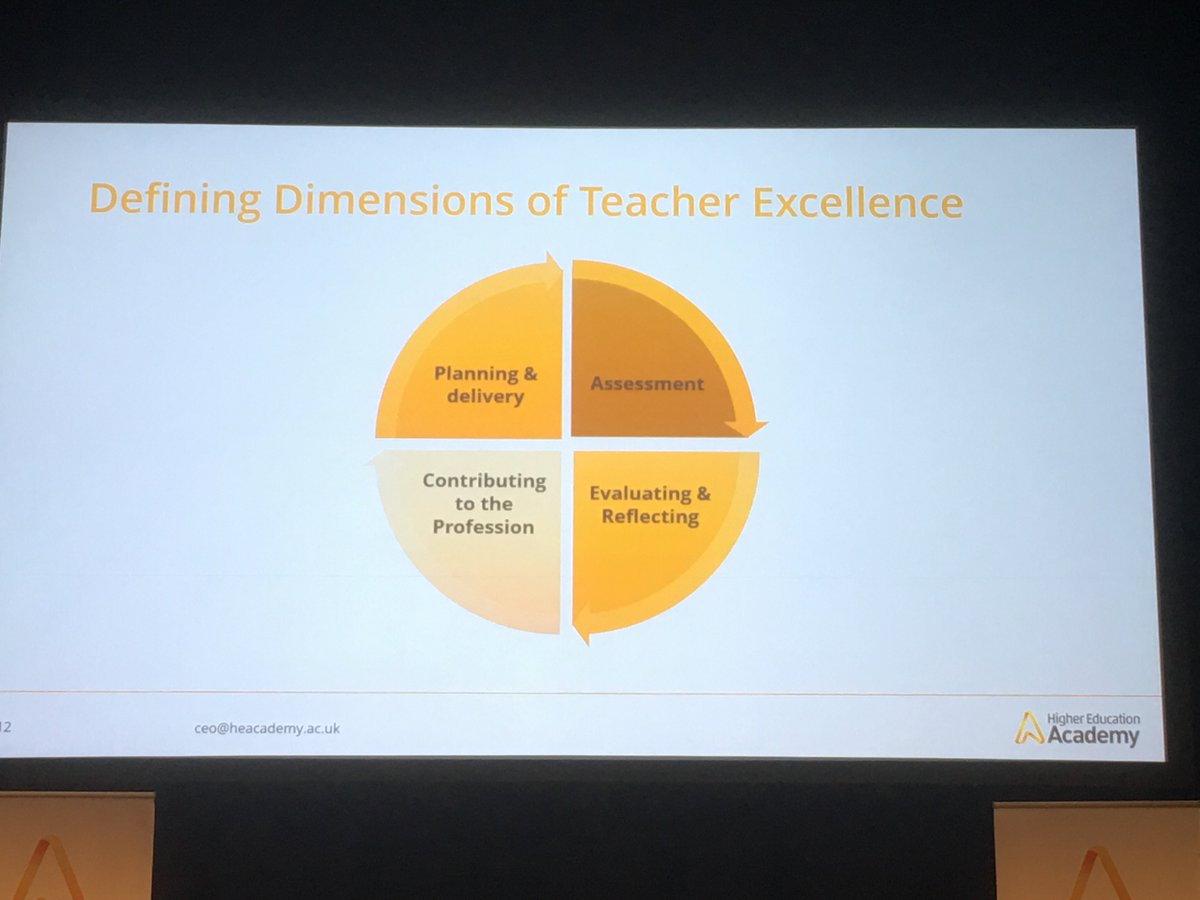 Defining Dimensions of Teacher Excellence
Planning &
delivery
Assessment
Contributing
to the
Profession
Evaluating &
Reflecting
12
ceo@heacademy.ac.uk
Higher Education
Academy